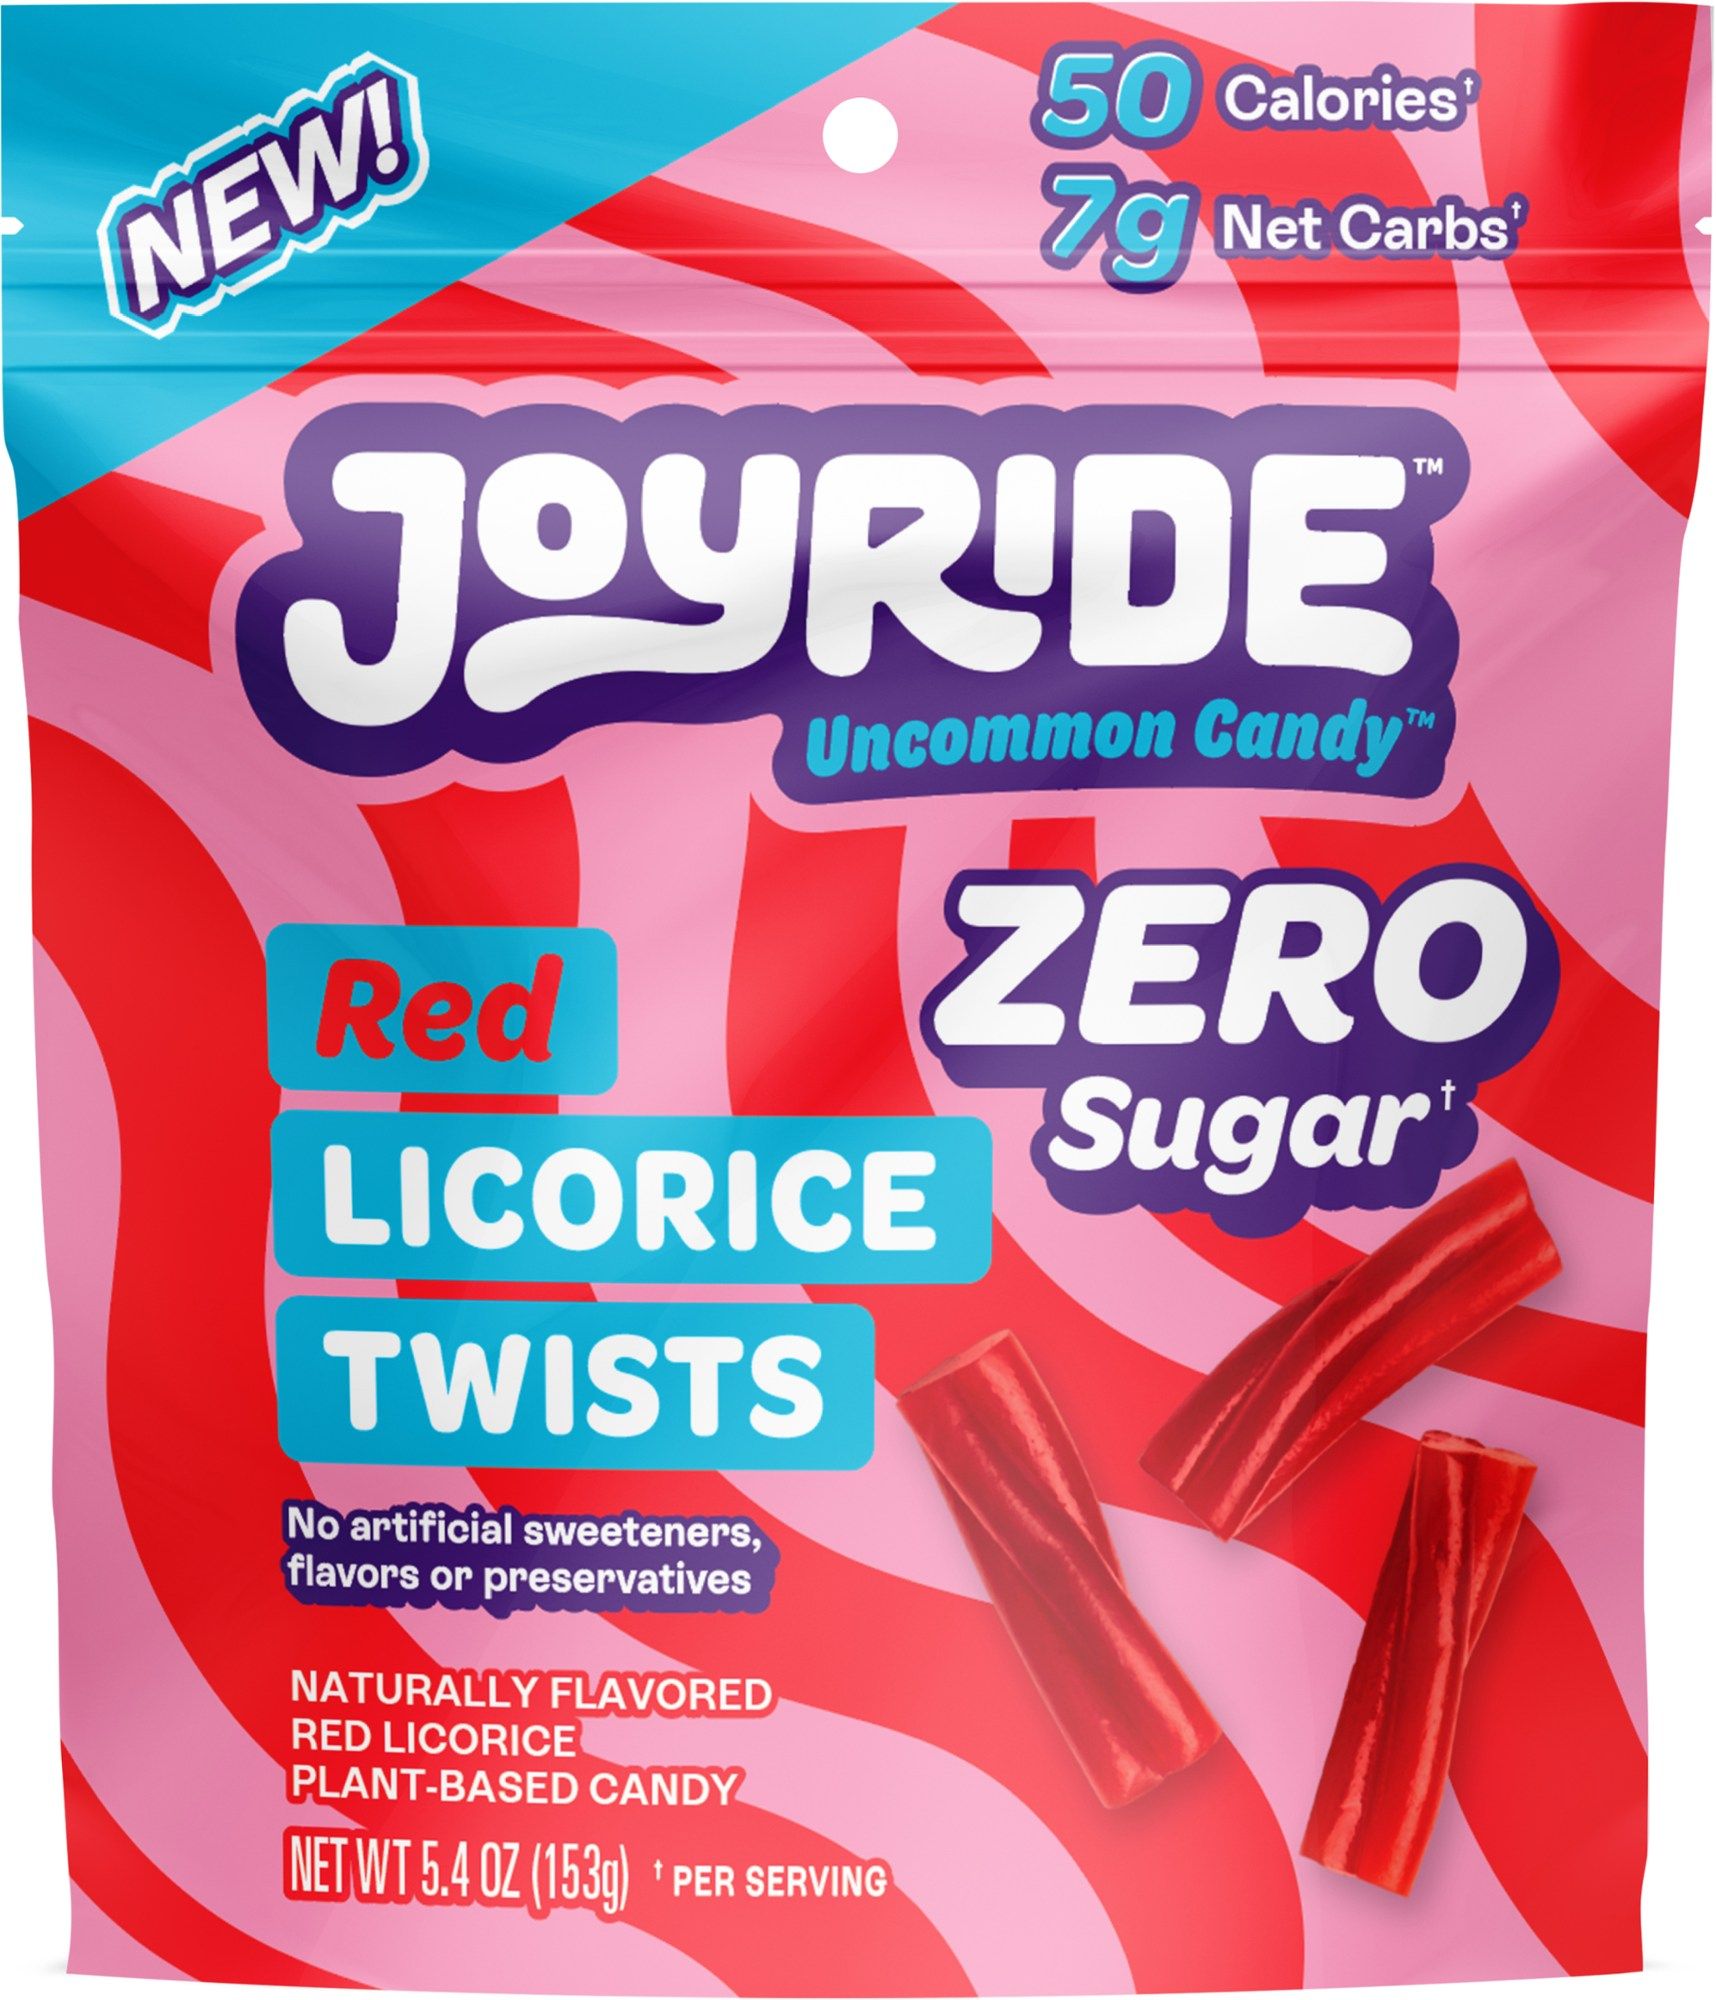 NEW!
50 Calories†
7g Net Carbs†
JOYRIDE™
Uncommon Candy™
ZERO
Sugar†
Red
LICORICE
TWISTS
No artificial sweeteners,
flavors or preservatives
NATURALLY FLAVORED
RED LICORICE
PLANT-BASED CANDY
NET WT 5.4 OZ (153g) † PER SERVING